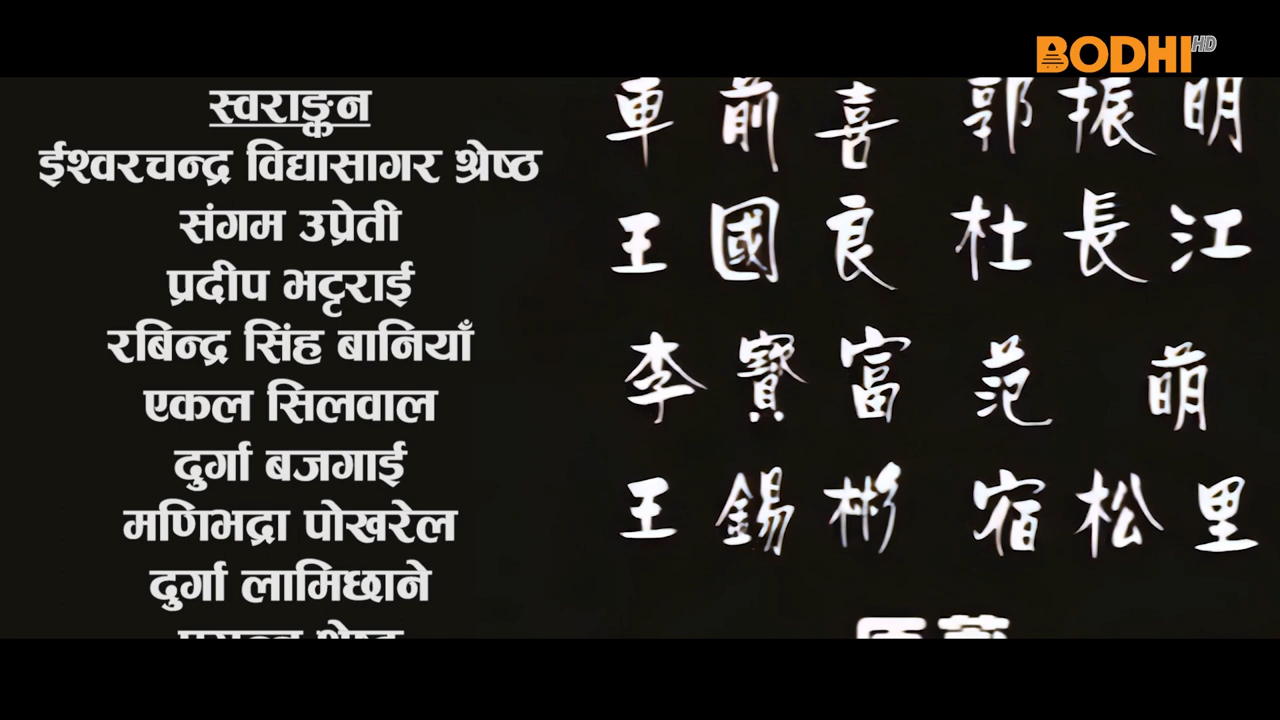 BODHI HD
स्वराङ्कन
ईश्वरचन्द्र विद्यासागर श्रेष्ठ
संगम उप्रेती
प्रदीप भट्टराई
रबिन्द्र सिंह बानियाँ
एकल सिलवाल
दुर्गा बजगाई
मणिभद्रा पोखरेल
दुर्गा लामिछाने
श्रेष्ठ
車前喜 郭振明
王國良 杜長江
李寶富 范萌
王錫彬 宿松里